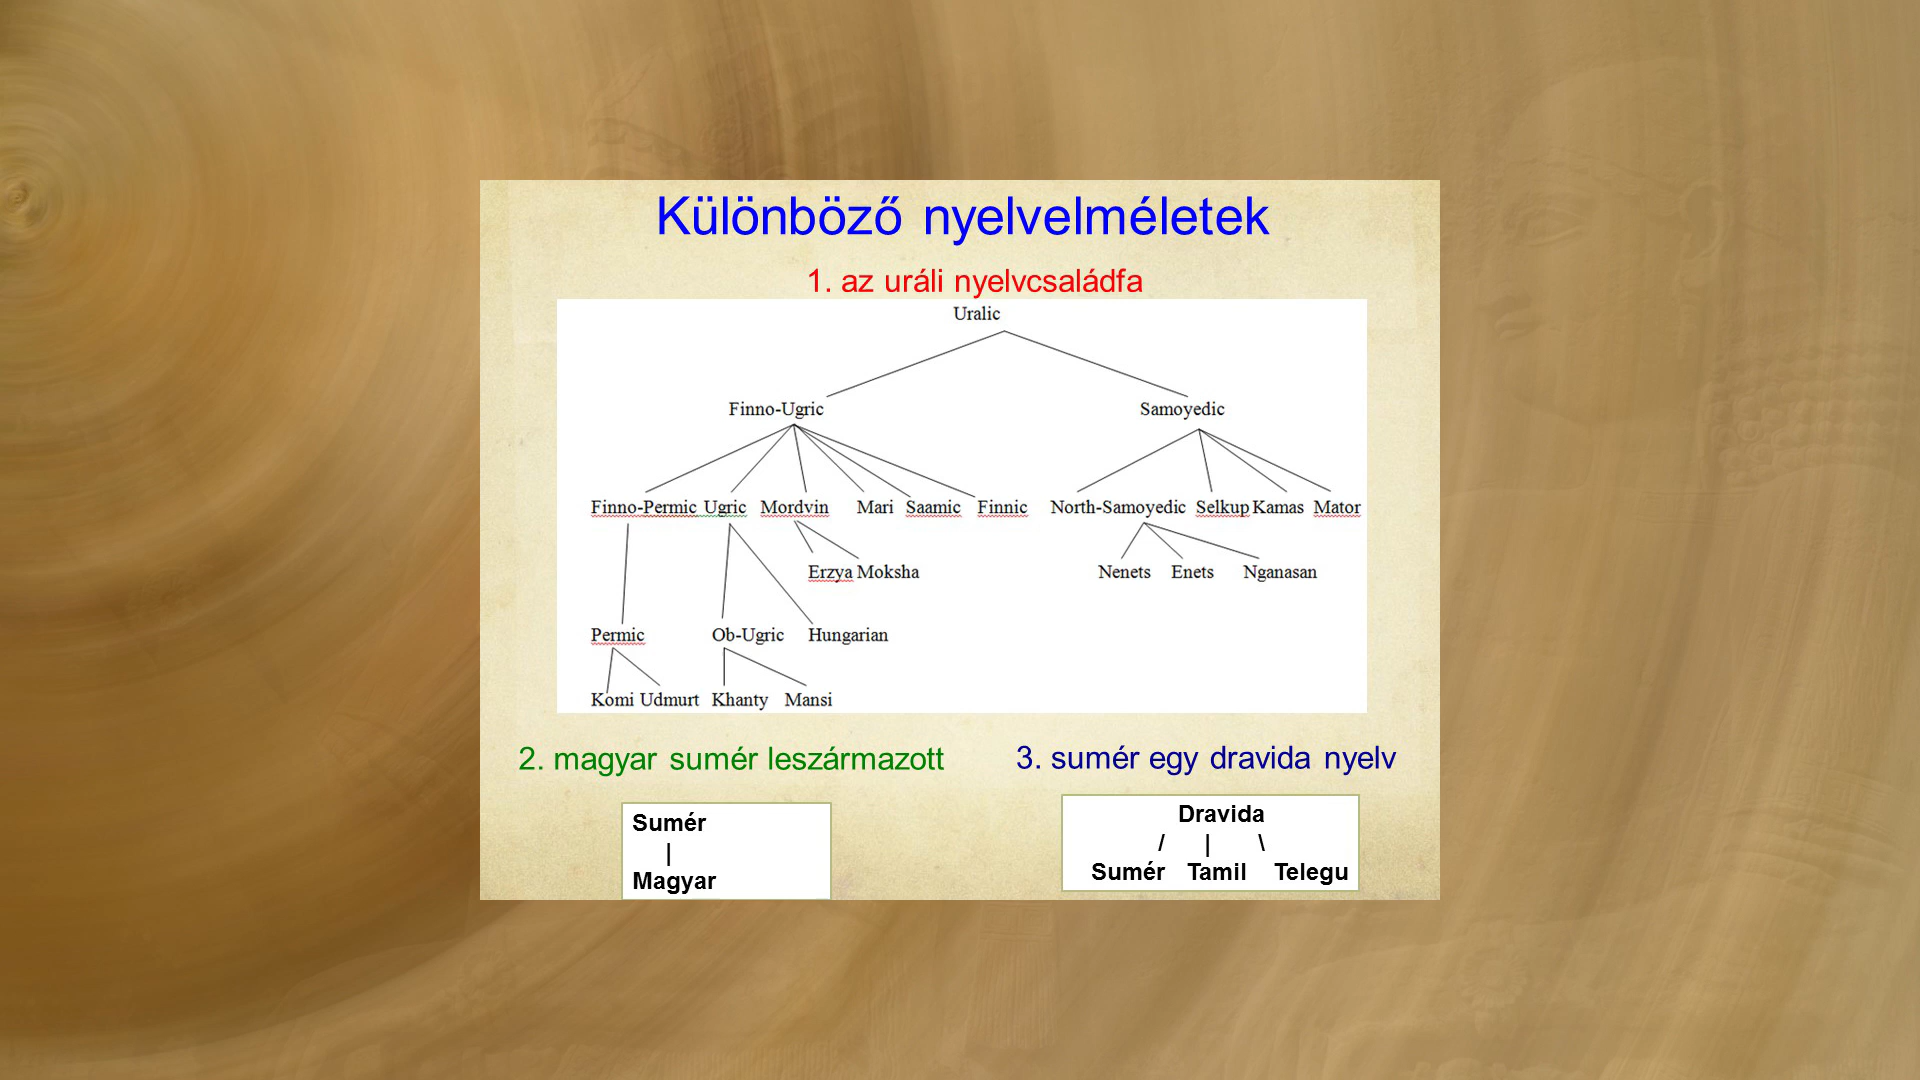 Különböző nyelvelméletek
1. az uráli nyelvcsaládfa
Uralic
Finno-Ugric Samoyedic
Finno-Permic Ugric Mordvin Mari Saamic Finnic North-Samoyedic Selkup Kamas Mator
Erzya Moksha Nenets Enets Nganasan
Permic Ob-Ugric Hungarian
Komi Udmurt Khanty Mansi
2. magyar sumér leszármazott
3. sumér egy dravida nyelv
Sumér
|
Magyar
Dravida
/ | \
Sumér Tamil Telegu